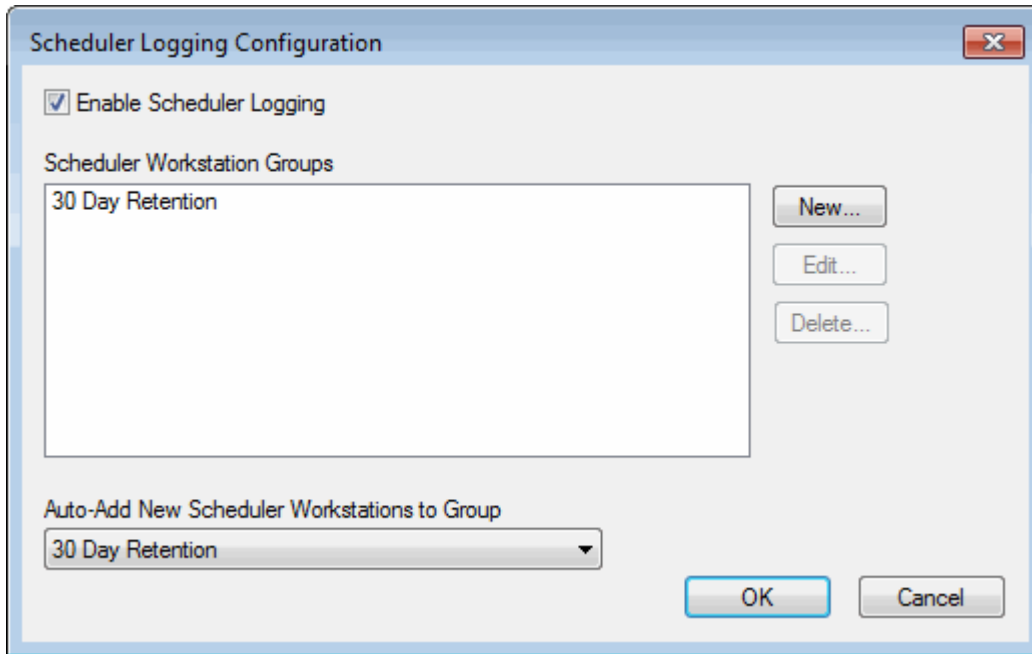 Scheduler Logging Configuration
Enable Scheduler Logging
Scheduler Workstation Groups
30 Day Retention
New...
Edit...
Delete...
Auto-Add New Scheduler Workstations to Group
30 Day Retention
OK
Cancel